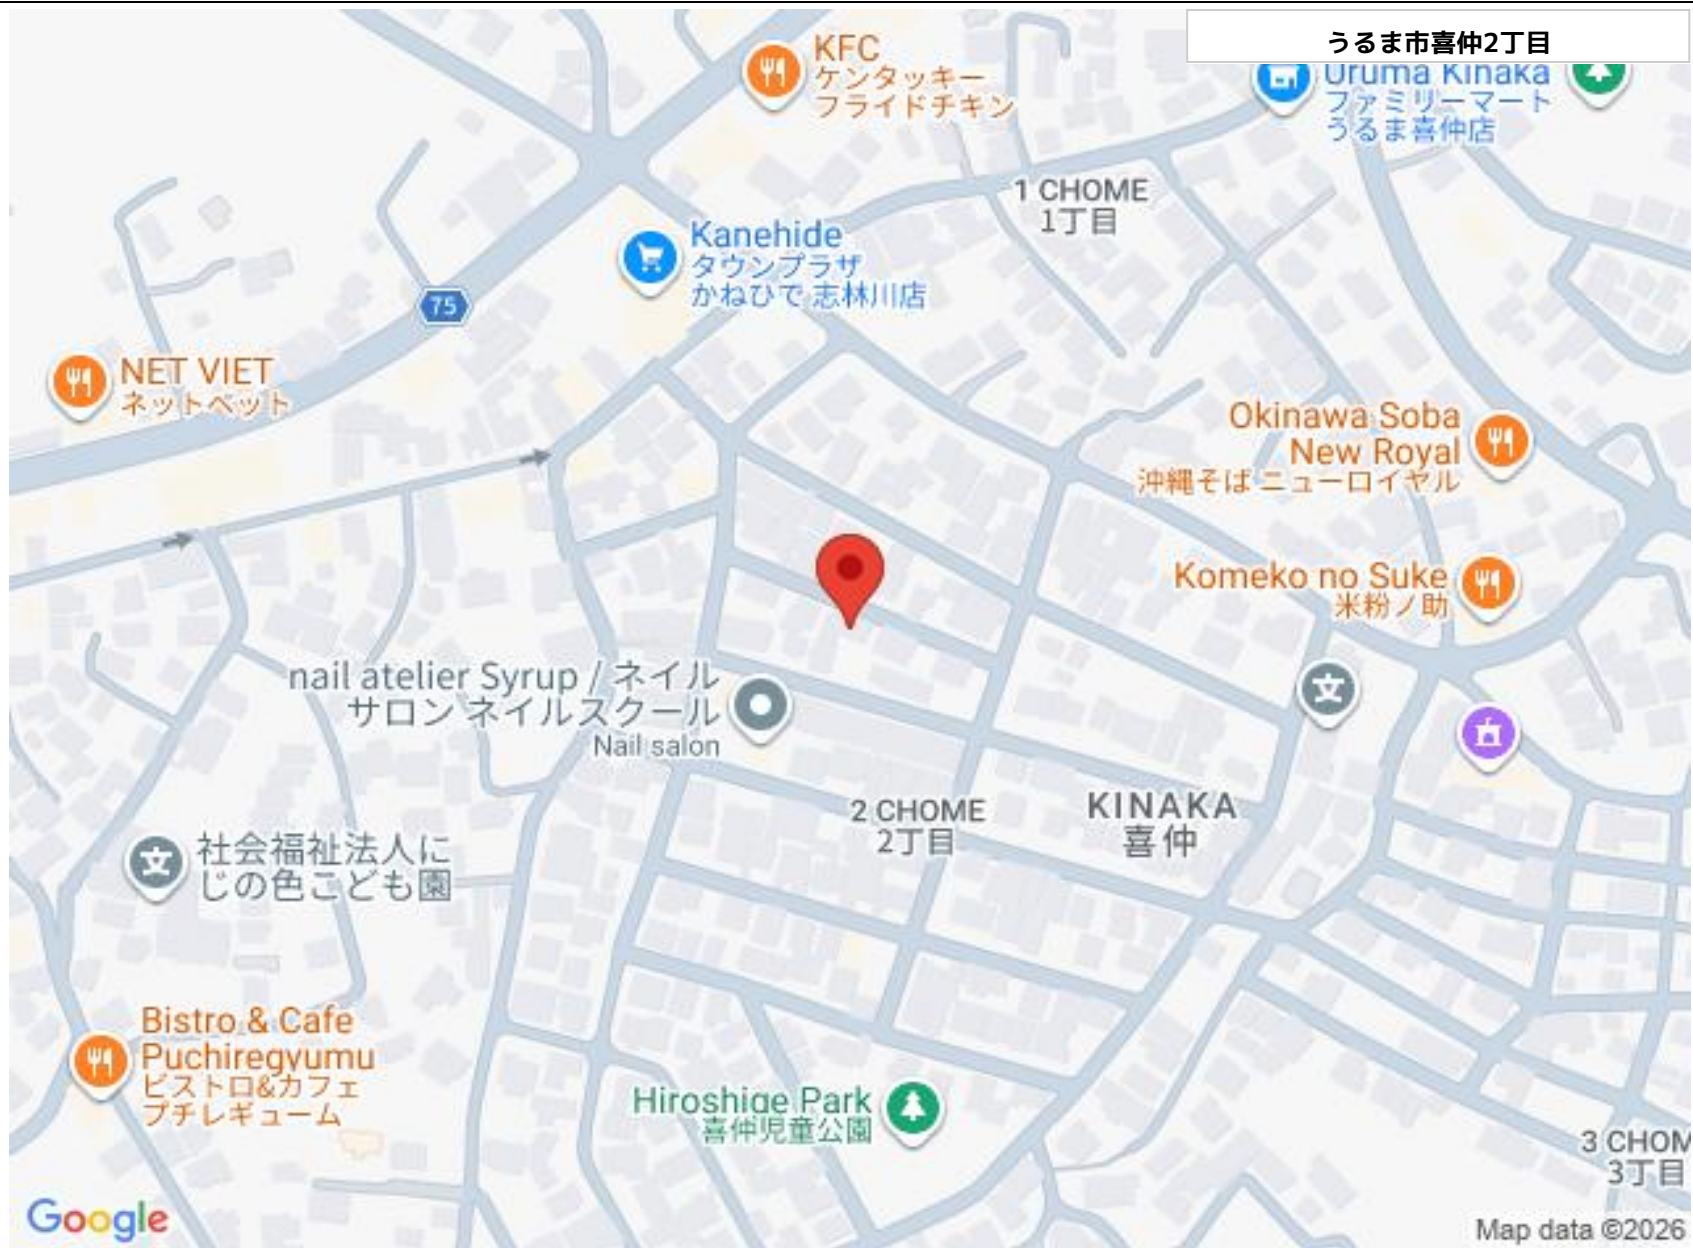 うるま市喜仲2丁目
KFC
ケンタッキー
フライドチキン
Uruma Kinaka
ファミリーマート
うるま喜仲店
1 CHOME
1丁目
Kanehide
タウンプラザ
かねひで 志林川店
75
NET VIET
ネットベット
Okinawa Soba
New Royal
沖縄そば ニューロイヤル
Komeko no Suke
米粉ノ助
nail atelier Syrup / ネイル
サロン ネイルスクール
Nail salon
文
2 CHOME
2丁目
KINAKA
喜仲
文
社会福祉法人に
じの色こども園
Bistro & Cafe
Puchiregyumu
ビストロ&カフェ
プチレギューム
Hiroshige Park
喜仲児童公園
3 CHOM
3丁目
Google
Map data ©2026